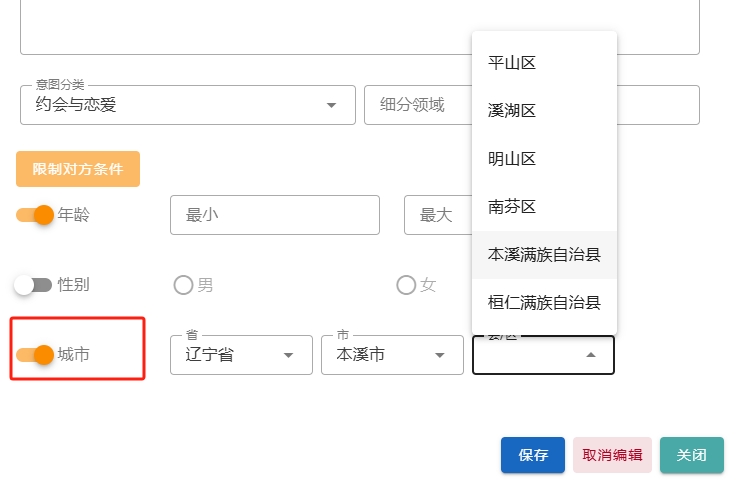 意图分类
约会与恋爱
细分领域
限制对方条件
年龄
最小
最大
性别
男
女
城市
省
辽宁省
市
本溪市
县/区
平山区
溪湖区
明山区
南芬区
本溪满族自治县
桓仁满族自治县
保存
取消编辑
关闭